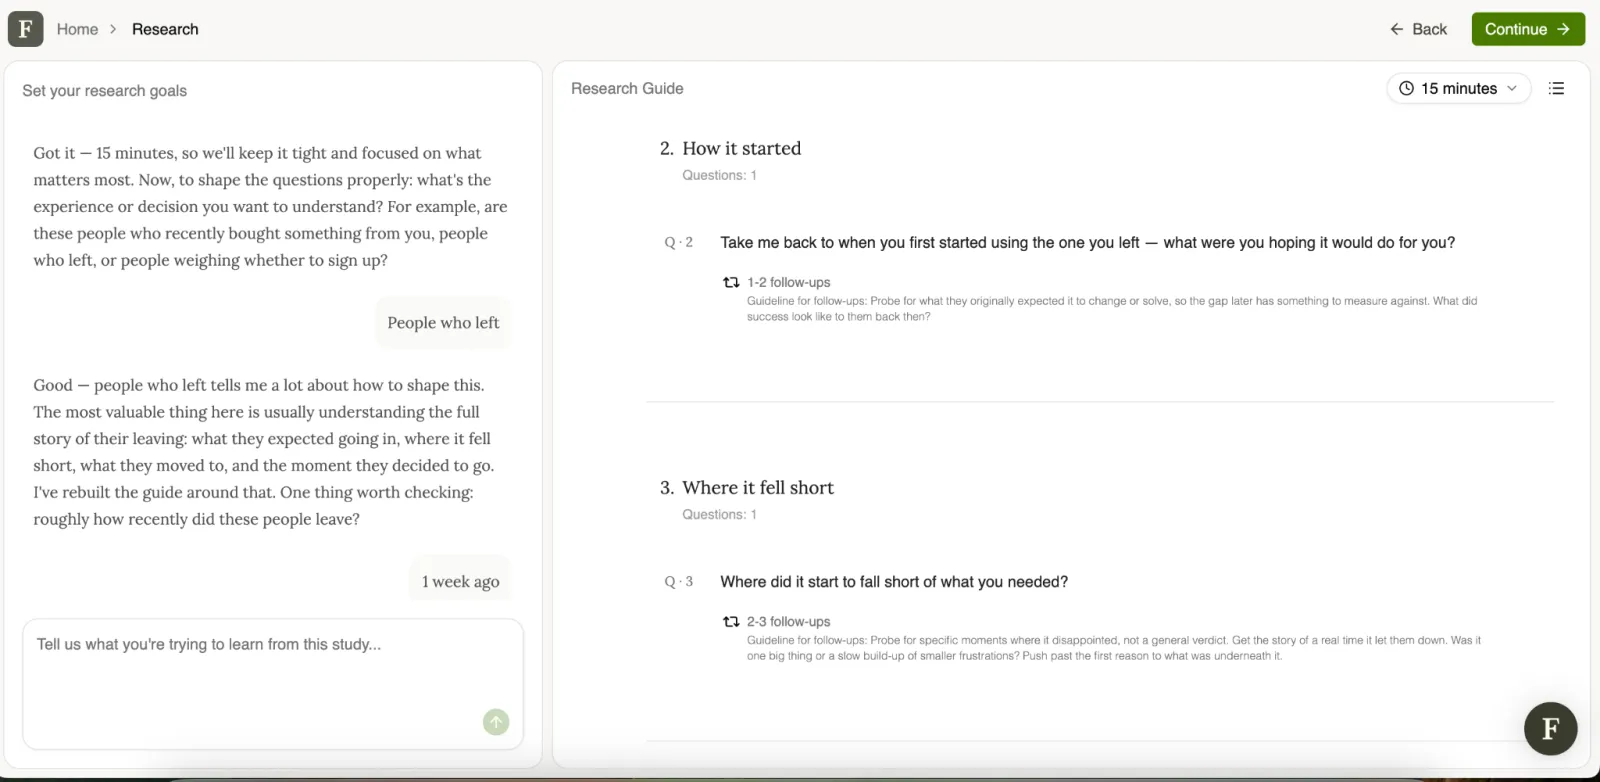 F Home > Research
← Back
Continue →
Set your research goals
Got it — 15 minutes, so we'll keep it tight and focused on what
matters most. Now, to shape the questions properly: what's the
experience or decision you want to understand? For example, are
these people who recently bought something from you, people
who left, or people weighing whether to sign up?
People who left
Good — people who left tells me a lot about how to shape this.
The most valuable thing here is usually understanding the full
story of their leaving: what they expected going in, where it fell
short, what they moved to, and the moment they decided to go.
I've rebuilt the guide around that. One thing worth checking:
roughly how recently did these people leave?
1 week ago
Tell us what you're trying to learn from this study...
Research Guide
15 minutes
2. How it started
Questions: 1
Q · 2 Take me back to when you first started using the one you left — what were you hoping it would do for you?
1-2 follow-ups
Guideline for follow-ups: Probe for what they originally expected it to change or solve, so the gap later has something to measure against. What did
success look like to them back then?
3. Where it fell short
Questions: 1
Q · 3 Where did it start to fall short of what you needed?
2-3 follow-ups
Guideline for follow-ups: Probe for specific moments where it disappointed, not a general verdict. Get the story of a real time it let them down. Was it
one big thing or a slow build-up of smaller frustrations? Push past the first reason to what was underneath it.
F